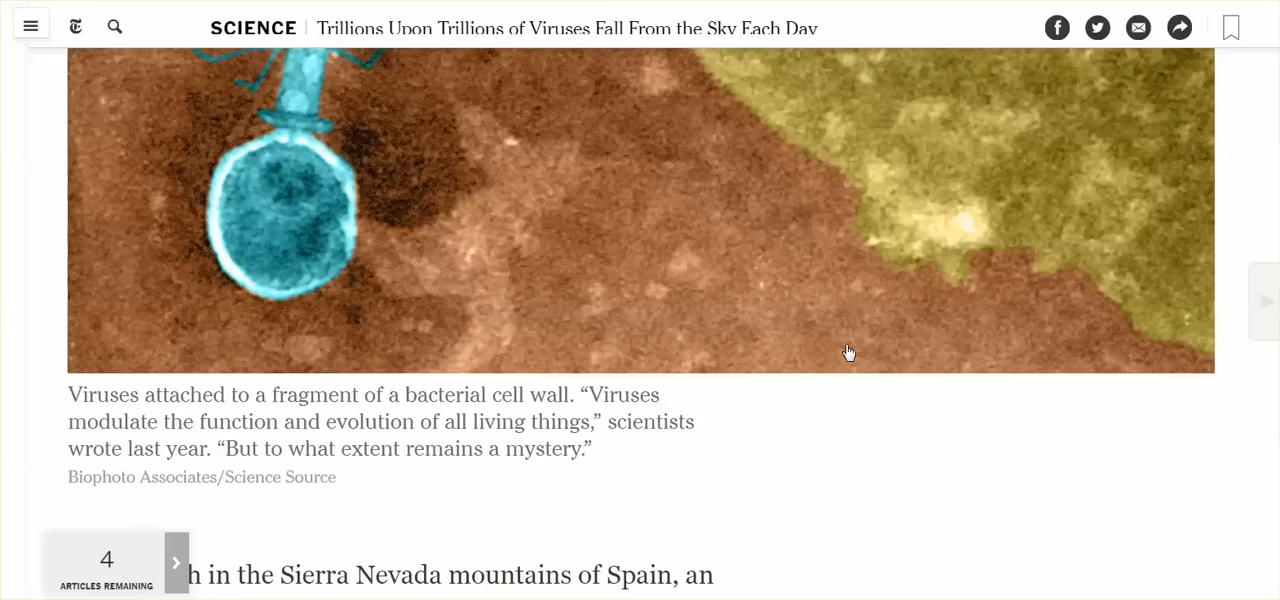 SCIENCE | Trillions Upon Trillions of Viruses Fall From the Sky Each Day
Viruses attached to a fragment of a bacterial cell wall. “Viruses
modulate the function and evolution of all living things,” scientists
wrote last year. “But to what extent remains a mystery.”
Biophoto Associates/Science Source
4
ARTICLES REMAINING
h in the Sierra Nevada mountains of Spain, an